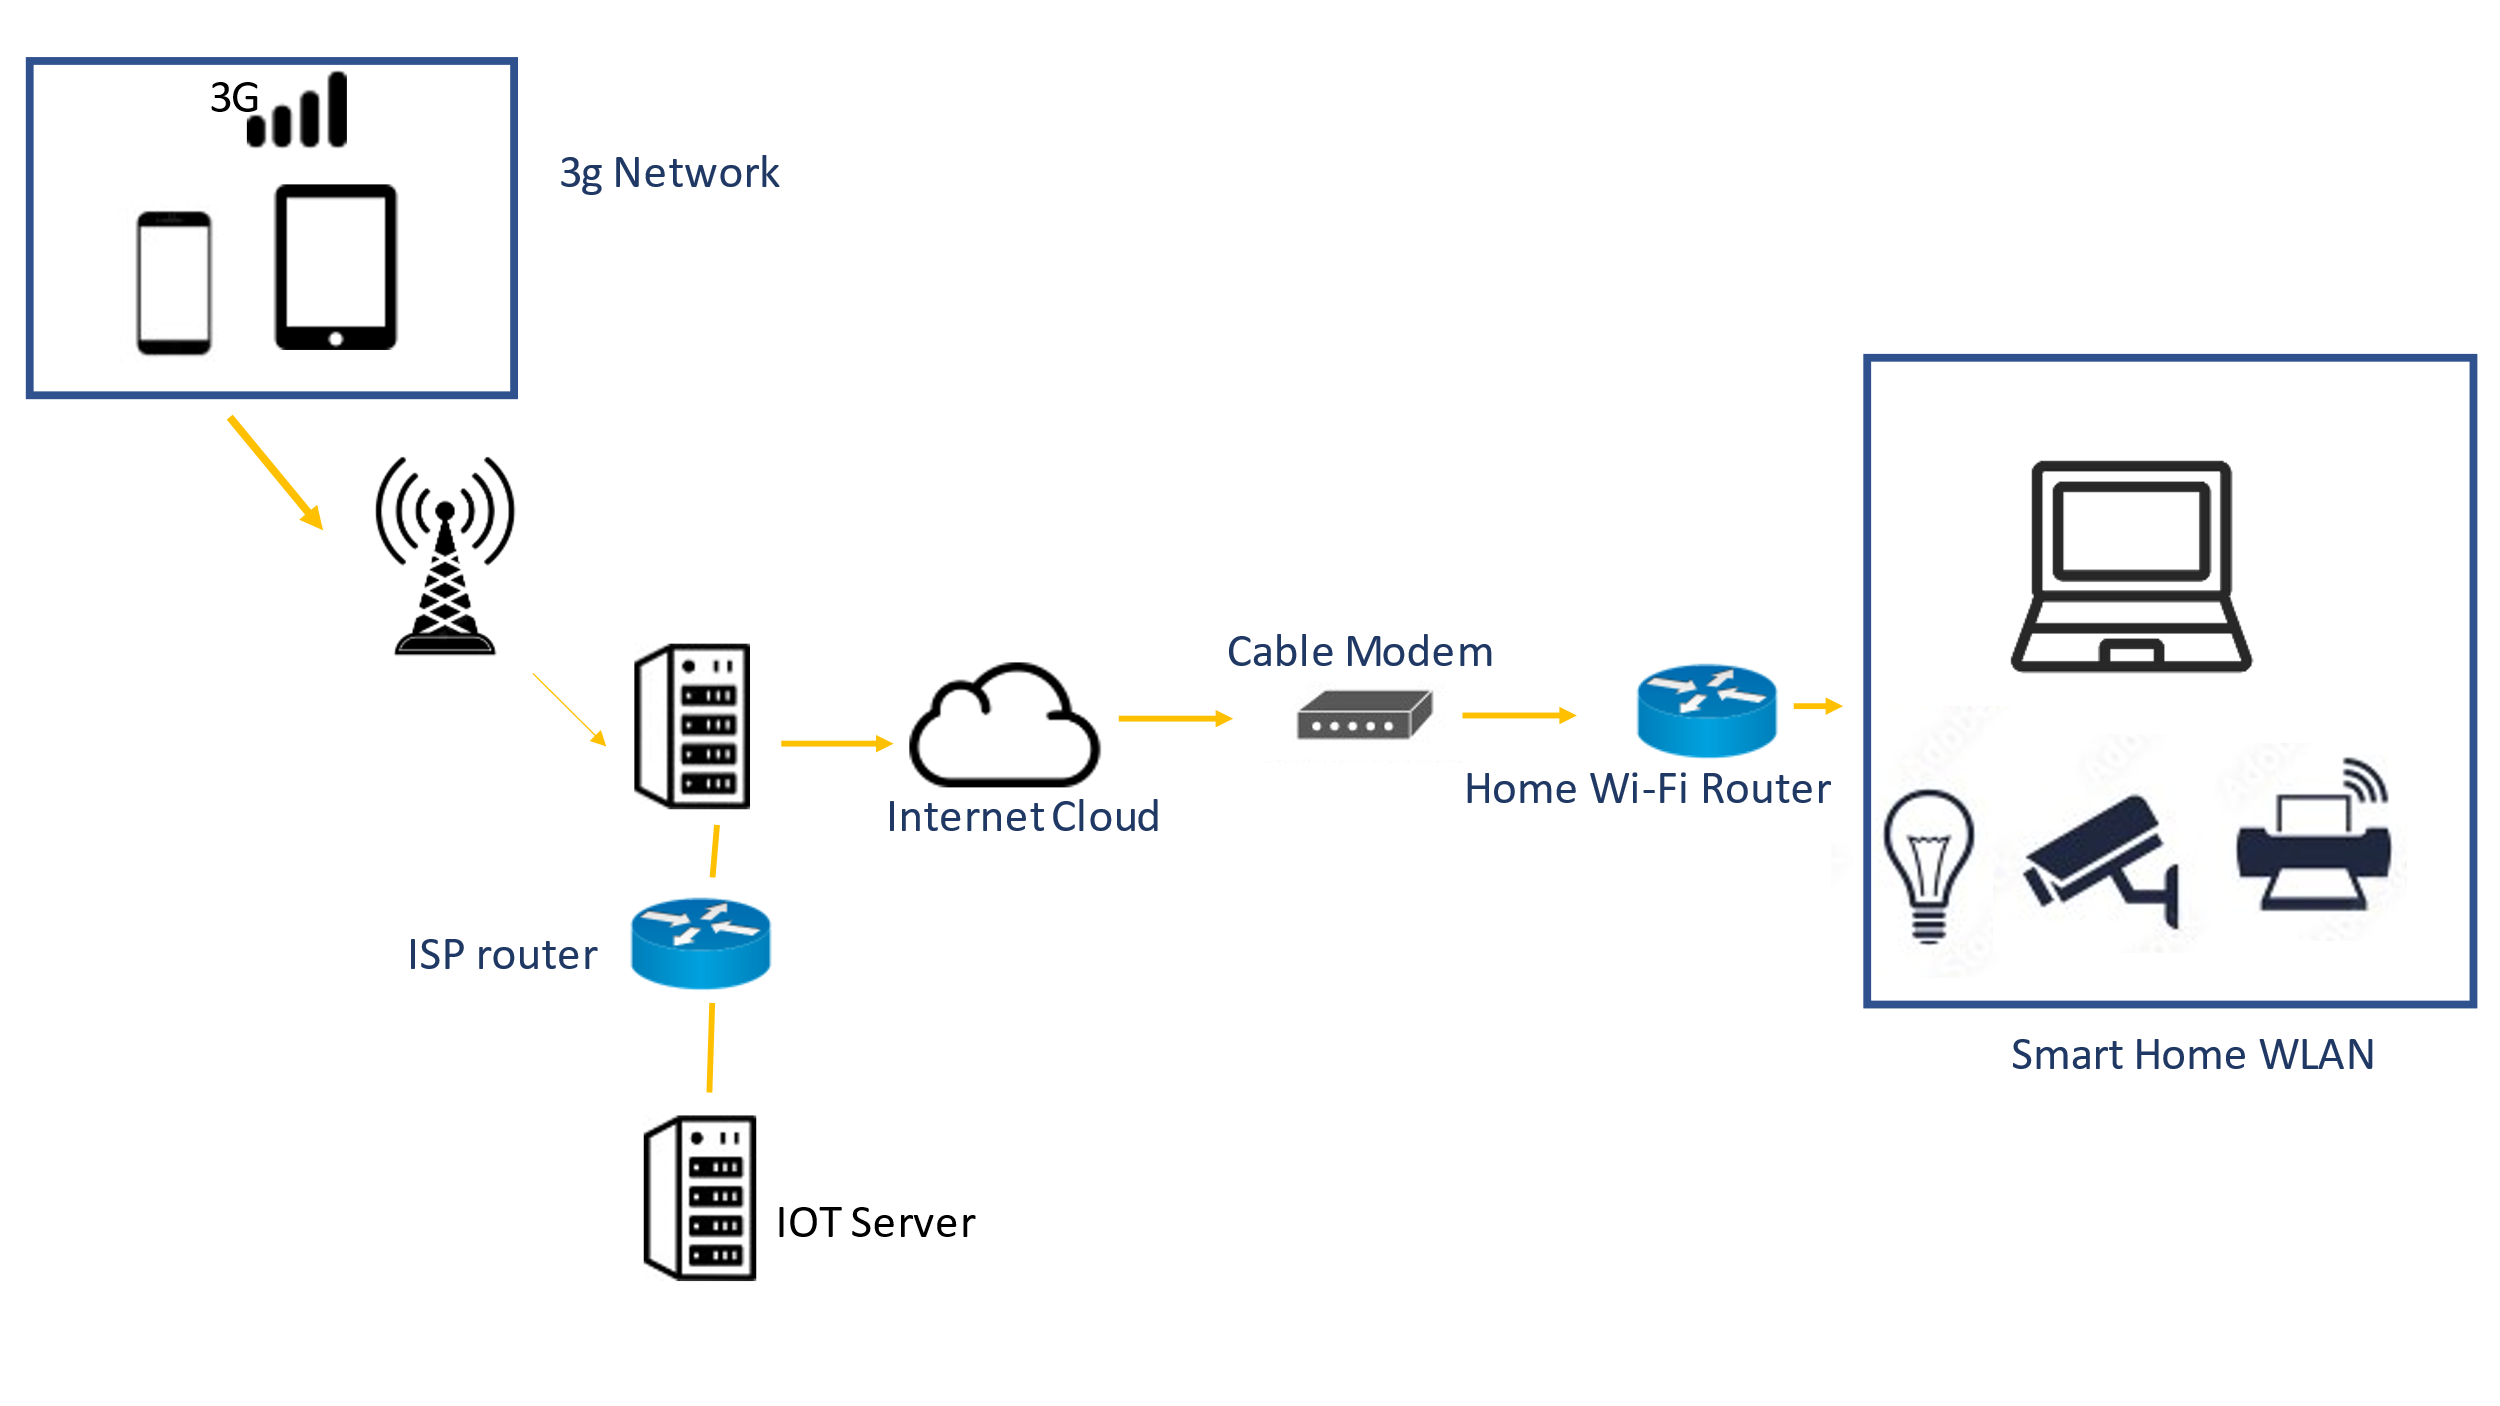 3G
3g Network
Cable Modem
Home Wi-Fi Router
Internet Cloud
ISP router
Smart Home WLAN
IOT Server